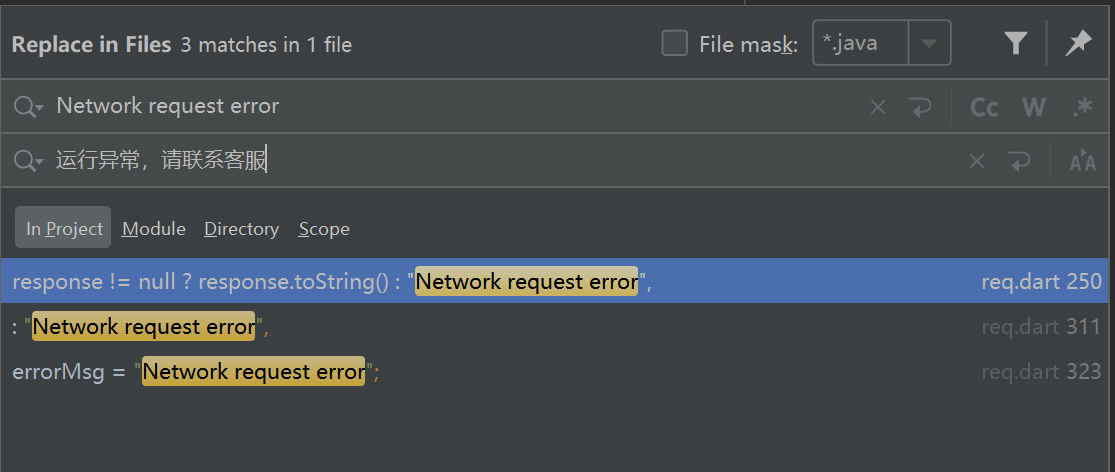 Replace in Files 3 matches in 1 file File mask: *.java
Network request error Cc W .*
运行异常，请联系客服 AA
In Project Module Directory Scope
response != null ? response.toString() : "Network request error", req.dart 250
: "Network request error", req.dart 311
errorMsg = "Network request error"; req.dart 323